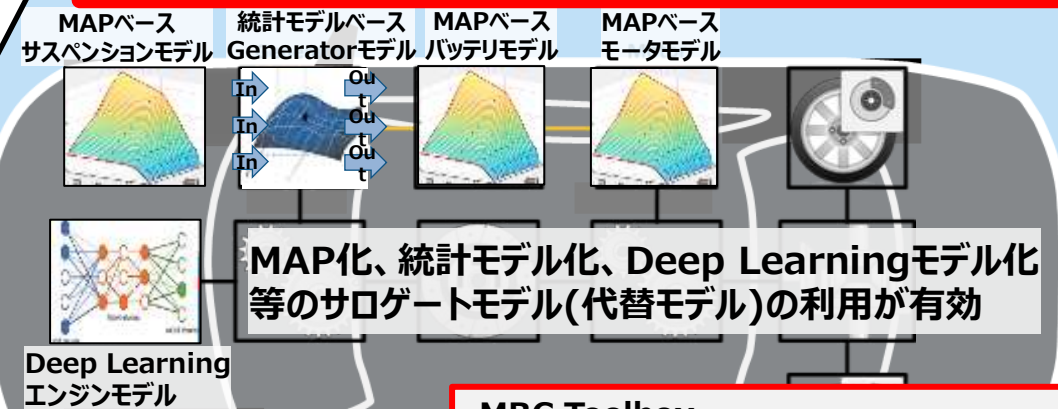 MAPベース
サスペンションモデル
統計モデルベース
Generatorモデル
MAPベース
バッテリモデル
MAPベース
モータモデル
In
Ou
t
In
Ou
t
In
Ou
t
MAP化、統計モデル化、Deep Learningモデル化
等のサロゲートモデル(代替モデル)の利用が有効
Deep Learning
エンジンモデル
MBC Toolbox